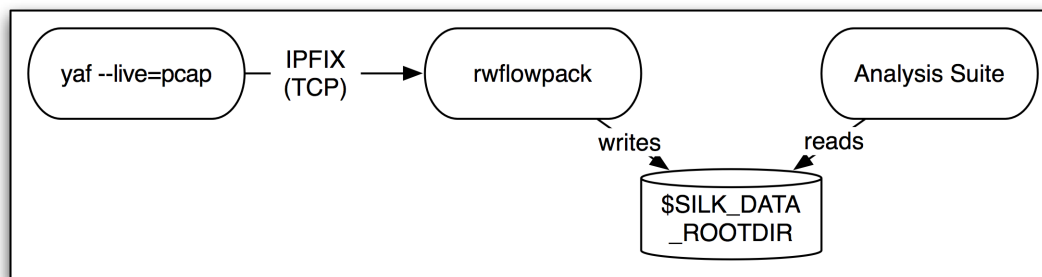 yaf --live=pcap
IPFIX
(TCP)
rwflowpack
Analysis Suite
writes
reads
$SILK_DATA
_ROOTDIR